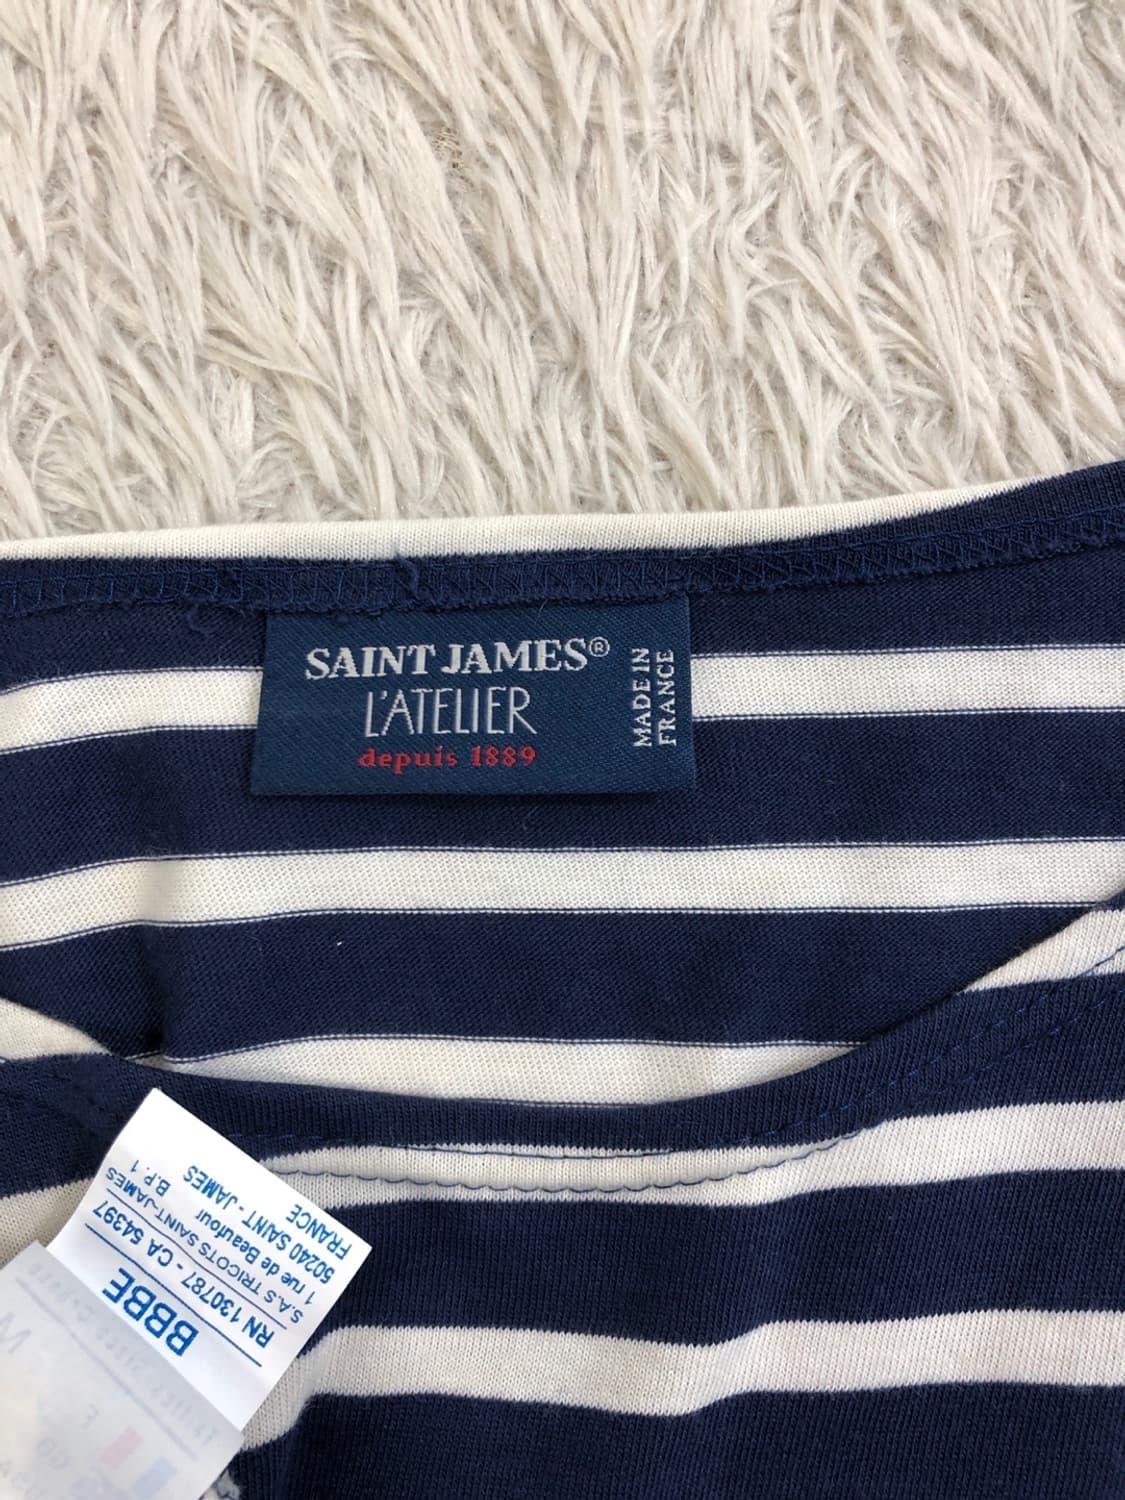 SAINT JAMES®
L'ATELIER
depuis 1889
MADE IN
FRANCE
BBBE
RN 130787 - CA 54397
S.A.S TRICOTS SAINT-JAMES
1 rue de Beaufour B.P.1
50240 SAINT - JAMES
FRANCE